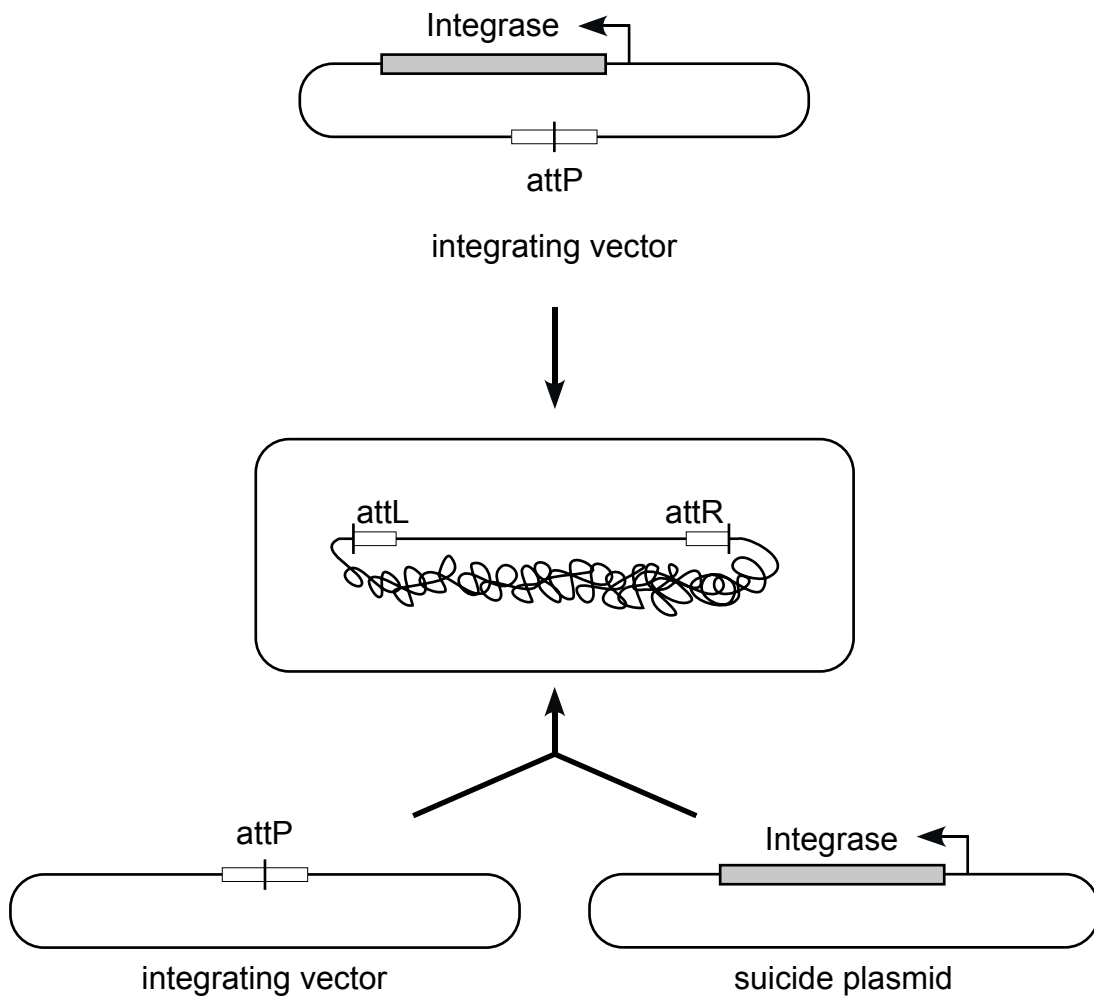 Integrase
attP
integrating vector
attL
attR
attP
Integrase
integrating vector
suicide plasmid